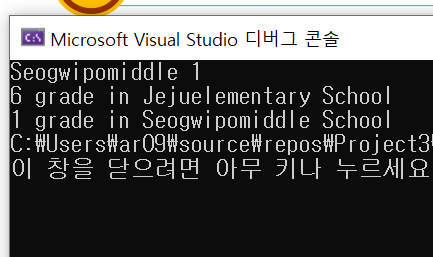 Microsoft Visual Studio 디버그 콘솔
Seogwipomiddle 1
6 grade in Jejuelementary School
1 grade in Seogwipomiddle School
C:₩Users₩ar09₩source₩repos₩Project3₩
이 창을 닫으려면 아무 키나 누르세요